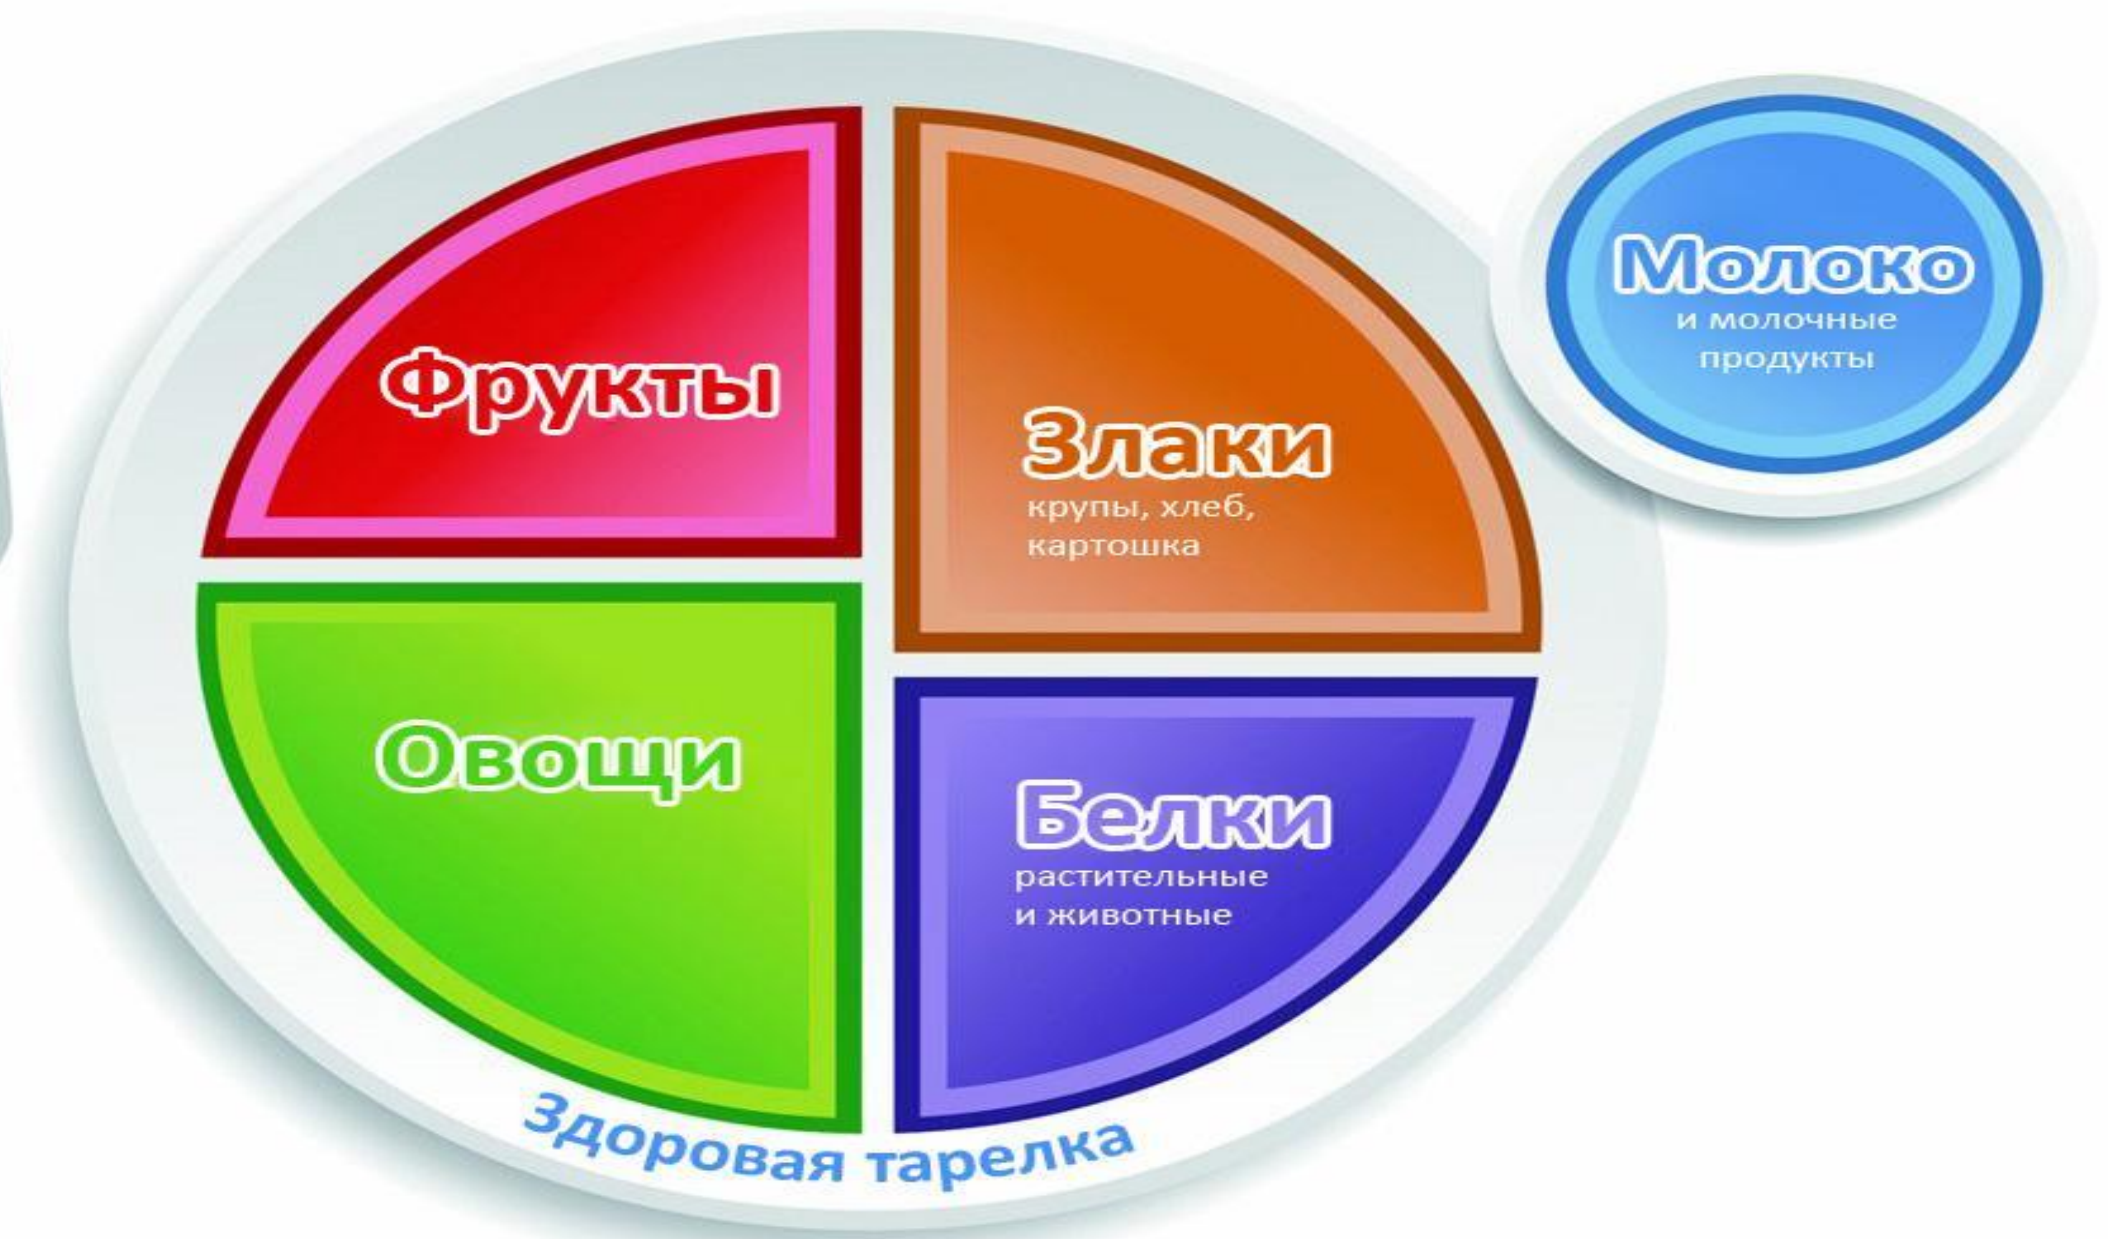 Фрукты
Злаки
крупы, хлеб,
картошка
Молоко
и молочные
продукты
Овощи
Белки
растительные
и животные
Здоровая тарелка